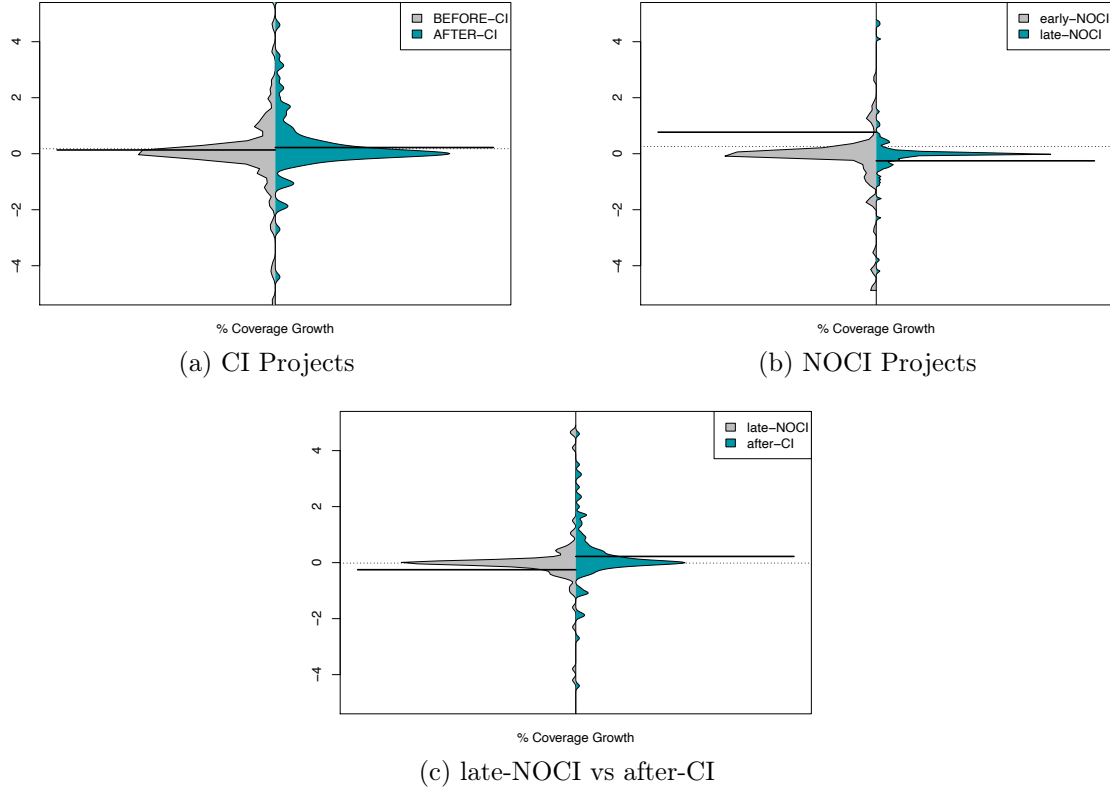 BEFORE−CI
AFTER−CI
4
2
0
−2
−4
% Coverage Growth
(a) CI Projects
early−NOCI
late−NOCI
4
2
0
−2
−4
% Coverage Growth
(b) NOCI Projects
late−NOCI
after−CI
4
2
0
−2
−4
% Coverage Growth
(c) late-NOCI vs after-CI